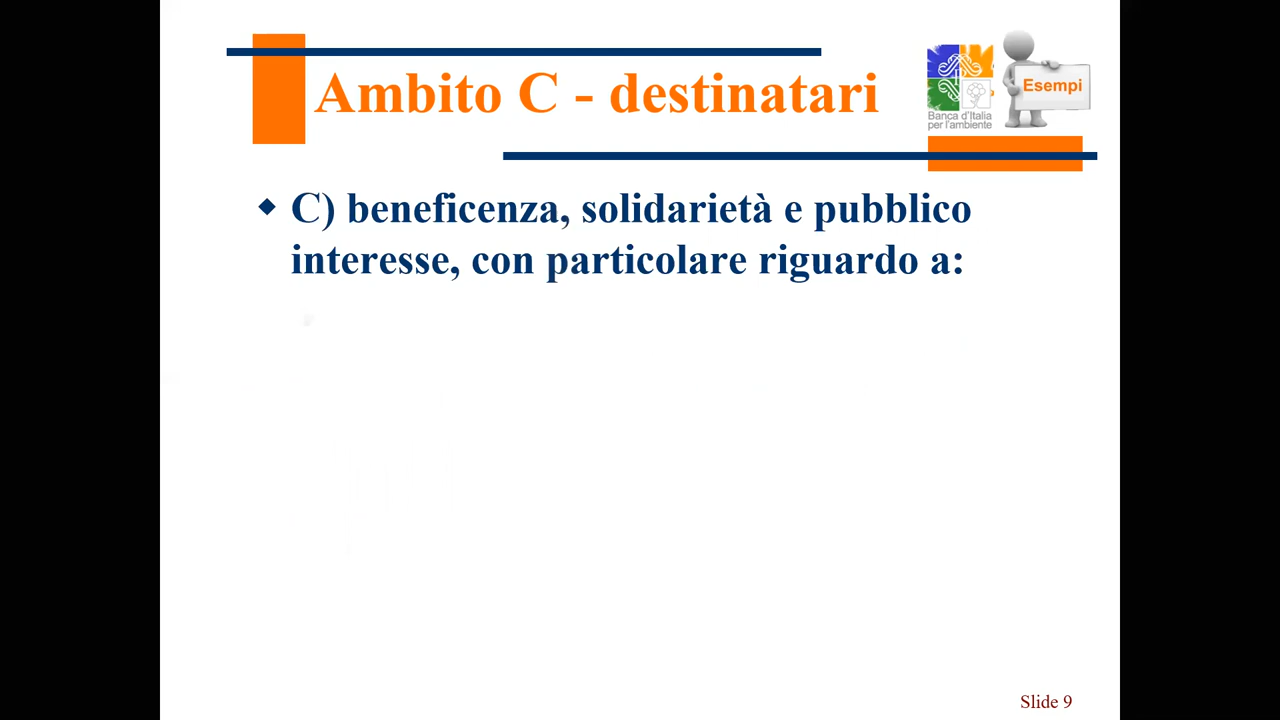 Ambito C - destinatari
Esempi
Banca d'Italia
per l'ambiente
C) beneficenza, solidarietà e pubblico
interesse, con particolare riguardo a:
Slide 9